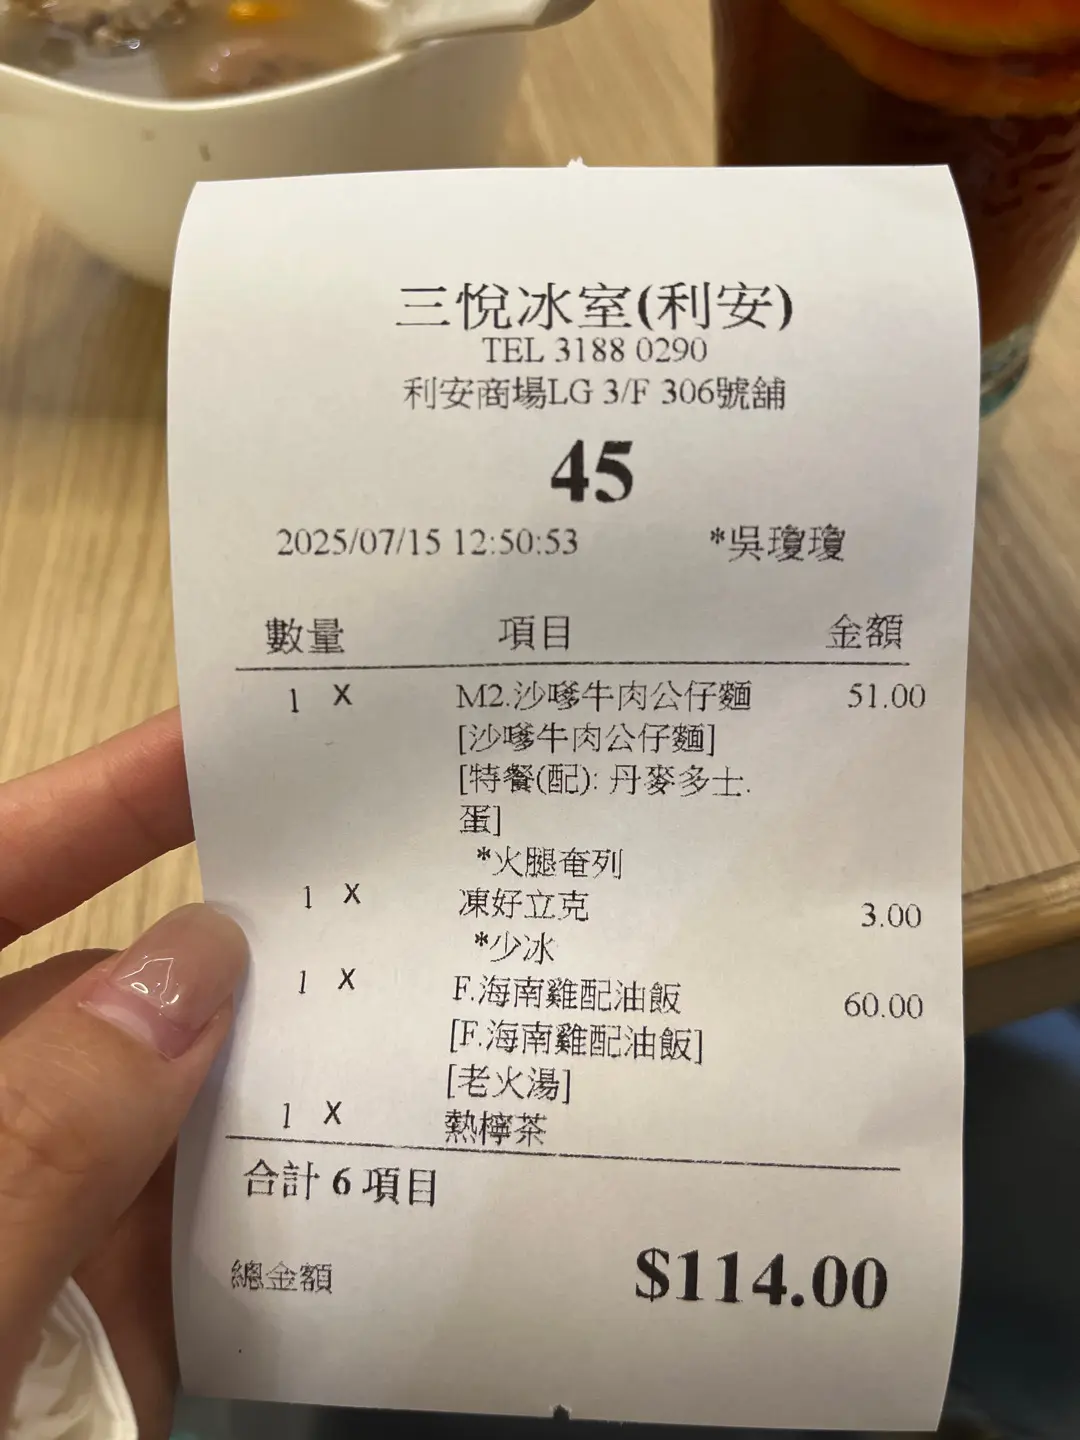 三悅冰室(利安)
TEL 3188 0290
利安商場LG 3/F 306號舖
45
2025/07/15 12:50:53 *吳瓊瓊
數量 項目 金額
1 X M2.沙嗲牛肉公仔麵 51.00
[沙嗲牛肉公仔麵]
[特餐(配): 丹麥多士.
蛋]
*火腿奄列
1 X 凍好立克 3.00
*少冰
1 X F.海南雞配油飯 60.00
[F.海南雞配油飯]
[老火湯]
1 X 熱檸茶
合計 6 項目
總金額 $114.00